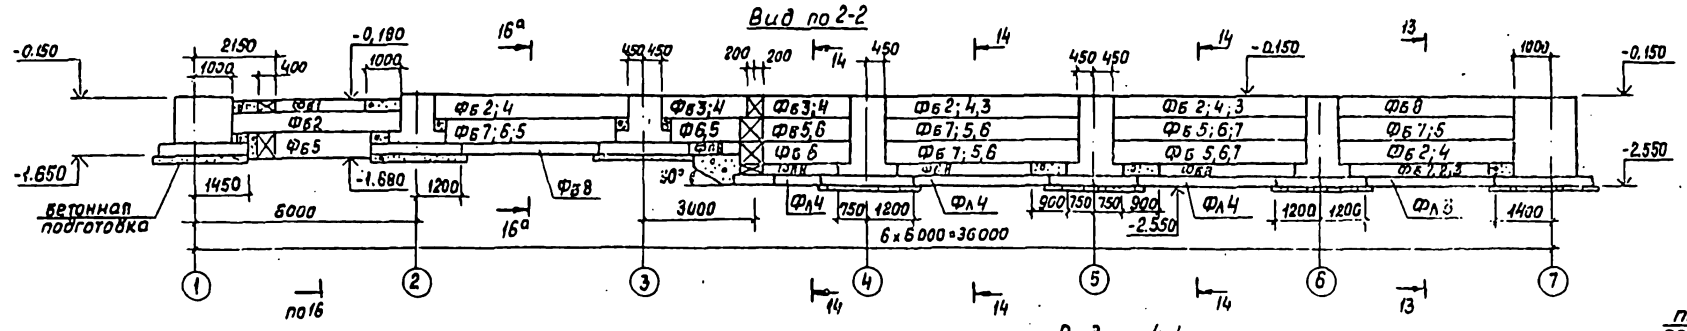 Вид по 2-2
16а 14 14 14 13
-0.150 2150 -0,180 450 450 200 200 450 450 450 -0.150 1000 -0,150
1000 400 1000
ФБ1 ФБ2;4 ФБ3;4 ФБ3;4 ФБ2;4,3 ФБ2;4;3 ФБ8
ФБ2 ФБ7;6;5 ФБ,5 ФБ5,6 ФБ7;5,6 ФБ5;6;7 ФБ7;5
ФБ5 ФБ6 ФБ7;5,6 ФБ5,6,7 ФБ2;4
-1.650 -1.680 -2.550
1450 1200 ФБ8 ФЛ4 750 1200 ФЛ4 900 750 750 900 ФЛ4 1200 1200 1400
бетонная
подготовка
6000 16а 3000 -2.550
6х6000=36000
1 2 3 4 5 6 7
по16 14 14 14 13